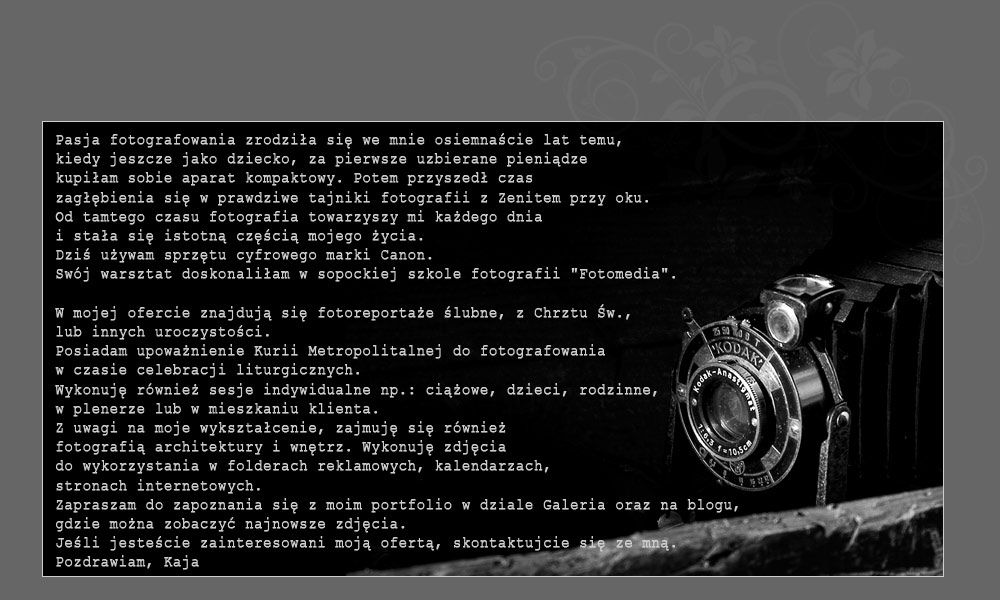 Pasja fotografowania zrodziła się we mnie osiemnaście lat temu,
kiedy jeszcze jako dziecko, za pierwsze uzbierane pieniądze
kupiłam sobie aparat kompaktowy. Potem przyszedł czas
zagłębienia się w prawdziwe tajniki fotografii z Zenitem przy oku.
Od tamtego czasu fotografia towarzyszy mi każdego dnia
i stała się istotną częścią mojego życia.
Dziś używam sprzętu cyfrowego marki Canon.
Swój warsztat doskonaliłam w sopockiej szkole fotografii "Fotomedia".
W mojej ofercie znajdują się fotoreportaże ślubne, z Chrztu Św.,
lub innych uroczystości.
Posiadam upoważnienie Kurii Metropolitalnej do fotografowania
w czasie celebracji liturgicznych.
Wykonuję również sesje indywidualne np.: ciążowe, dzieci, rodzinne,
w plenerze lub w mieszkaniu klienta.
Z uwagi na moje wykształcenie, zajmuję się również
fotografią architektury i wnętrz. Wykonuję zdjęcia
do wykorzystania w folderach reklamowych, kalendarzach,
stronach internetowych.
Zapraszam do zapoznania się z moim portfolio w dziale Galeria oraz na blogu,
gdzie można zobaczyć najnowsze zdjęcia.
Jeśli jesteście zainteresowani moją ofertą, skontaktujcie się ze mną.
Pozdrawiam, Kaja
KODAK
Kodak-Anastigmat
1:6.3 f=10,5cm